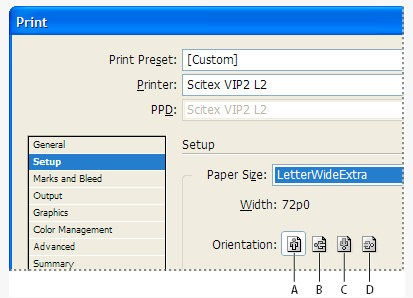 Print
Print Preset: [Custom]
Printer: Scitex VIP2 L2
PPD: Scitex VIP2 L2
General
Setup
Marks and Bleed
Output
Graphics
Color Management
Advanced
Summary
Setup
Paper Size: LetterWideExtra
Width: 72p0
Orientation:
A B C D